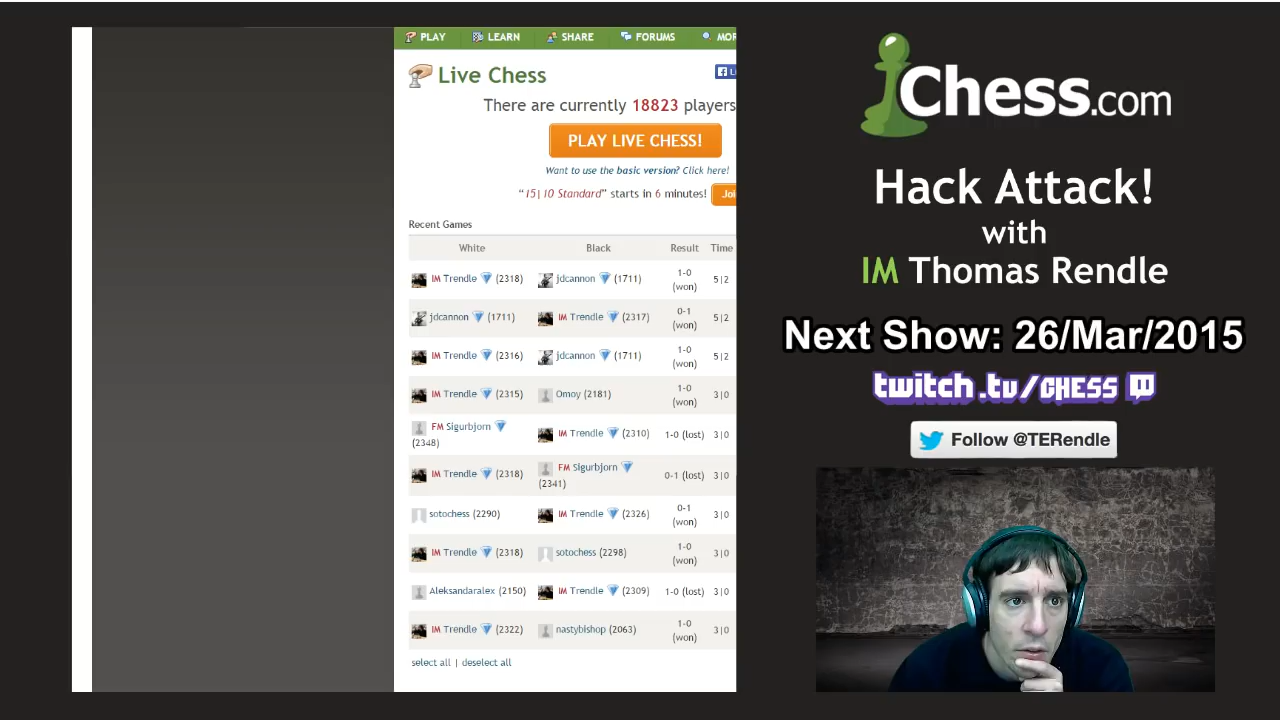 PLAY LEARN SHARE FORUMS MOR
Live Chess
There are currently 18823 players
PLAY LIVE CHESS!
Want to use the basic version? Click here!
"15|10 Standard" starts in 6 minutes! Joi
Recent Games
White Black Result Time
IM Trendle (2318) jdcannon (1711) 1-0 (won) 5|2
jdcannon (1711) IM Trendle (2317) 0-1 (won) 5|2
IM Trendle (2316) jdcannon (1711) 1-0 (won) 5|2
IM Trendle (2315) Omoy (2181) 1-0 (won) 3|0
FM Sigurbjorn (2348) IM Trendle (2310) 1-0 (lost) 3|0
IM Trendle (2318) FM Sigurbjorn (2341) 0-1 (lost) 3|0
sotochess (2290) IM Trendle (2326) 0-1 (won) 3|0
IM Trendle (2318) sotochess (2298) 1-0 (won) 3|0
Aleksandaralex (2150) IM Trendle (2309) 1-0 (lost) 3|0
IM Trendle (2322) nastybishop (2063) 1-0 (won) 3|0
select all | deselect all
Chess.com
Hack Attack!
with
IM Thomas Rendle
Next Show: 26/Mar/2015
twitch.tv/CHESS
Follow @TERendle